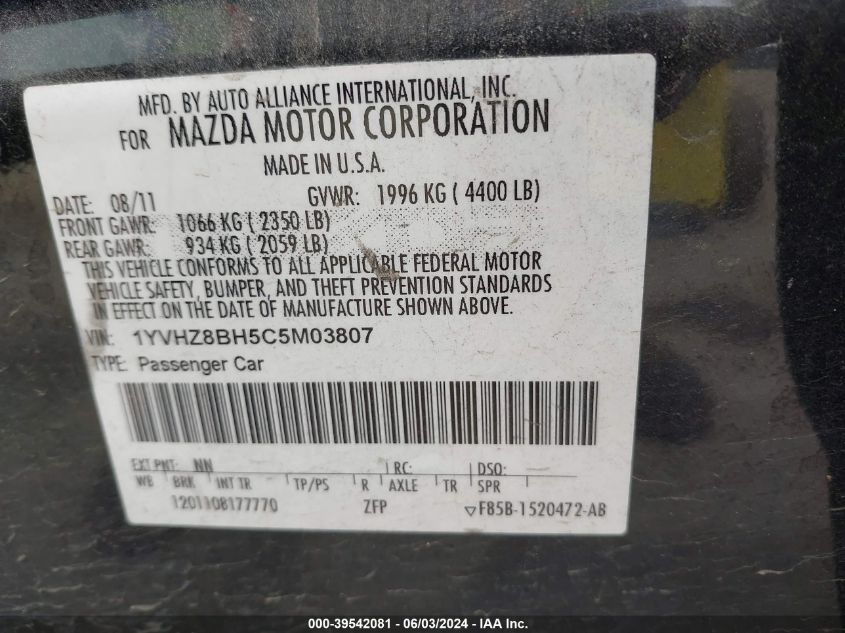 MFD. BY AUTO ALLIANCE INTERNATIONAL, INC.
FOR MAZDA MOTOR CORPORATION
MADE IN U.S.A.
DATE: 08/11 GVWR: 1996 KG ( 4400 LB)
FRONT GAWR: 1066 KG ( 2350 LB)
REAR GAWR: 934 KG ( 2059 LB)
THIS VEHICLE CONFORMS TO ALL APPLICABLE FEDERAL MOTOR
VEHICLE SAFETY, BUMPER, AND THEFT PREVENTION STANDARDS
IN EFFECT ON THE DATE OF MANUFACTURE SHOWN ABOVE.
VIN: 1YVHZ8BH5C5M03807
TYPE: Passenger Car
EXT PNT: NN RC: DSO:
WB BRK INT TR TP/PS R AXLE TR SPR
1201108177770 ZFP ▽F85B-1520472-AB
000-39542081 - 06/03/2024 - IAA Inc.